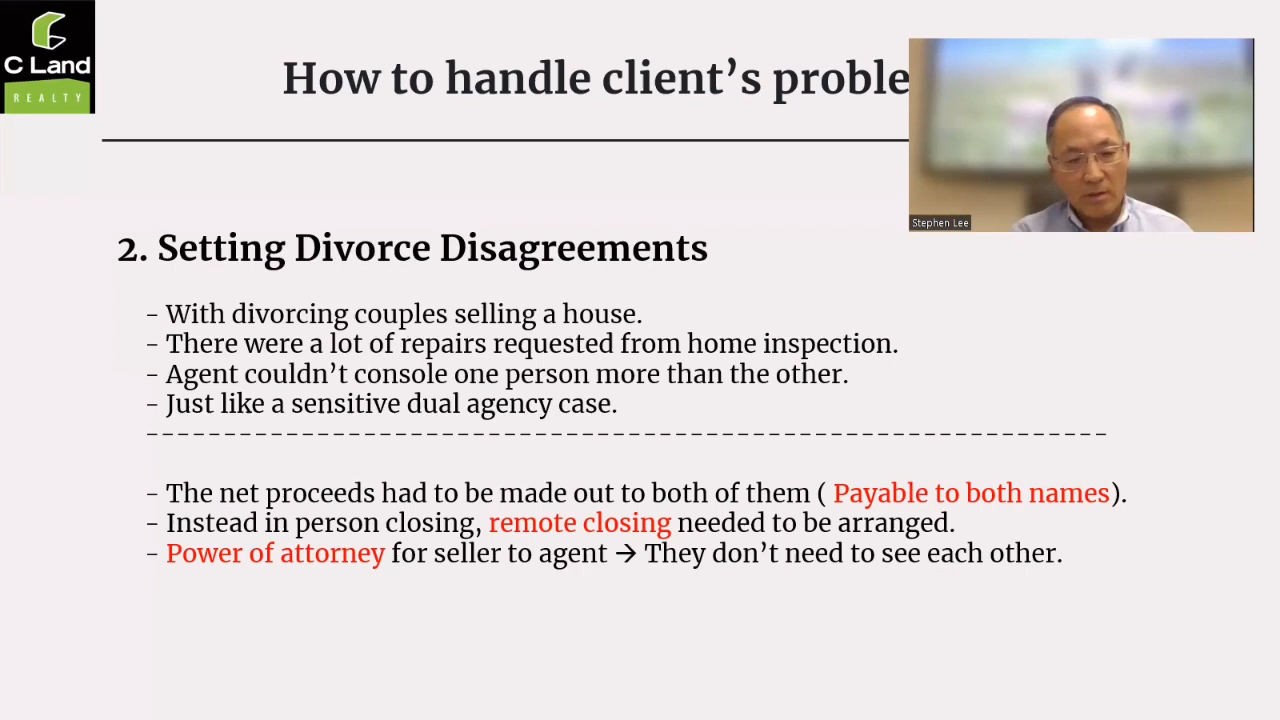 C Land
REALTY
How to handle client's proble
Stephen Lee
2. Setting Divorce Disagreements
- With divorcing couples selling a house.
- There were a lot of repairs requested from home inspection.
- Agent couldn't console one person more than the other.
- Just like a sensitive dual agency case.
--------------------------------------------------------------
- The net proceeds had to be made out to both of them ( Payable to both names).
- Instead in person closing, remote closing needed to be arranged.
- Power of attorney for seller to agent → They don't need to see each other.